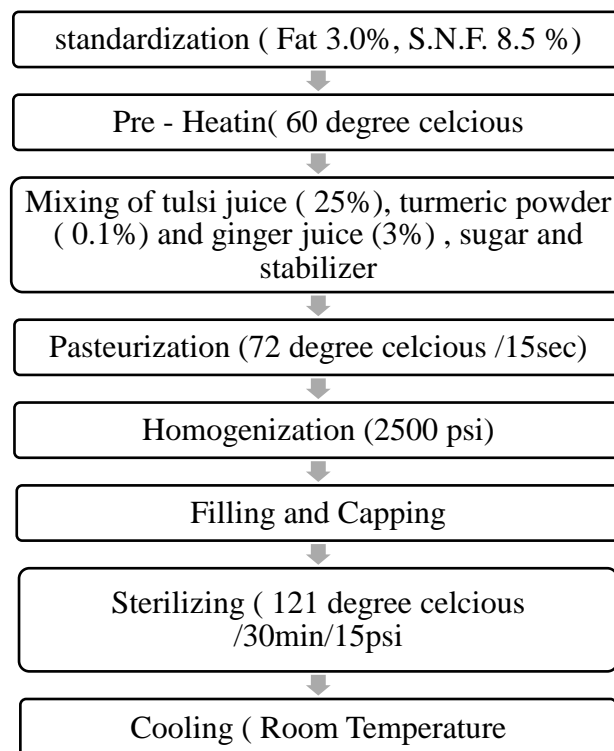 standardization ( Fat 3.0%, S.N.F. 8.5 %)
Pre - Heatin( 60 degree celcious
Mixing of tulsi juice ( 25%), turmeric powder
( 0.1%) and ginger juice (3%) , sugar and
stabilizer
Pasteurization (72 degree celcious /15sec)
Homogenization (2500 psi)
Filling and Capping
Sterilizing ( 121 degree celcious
/30min/15psi
Cooling ( Room Temperature